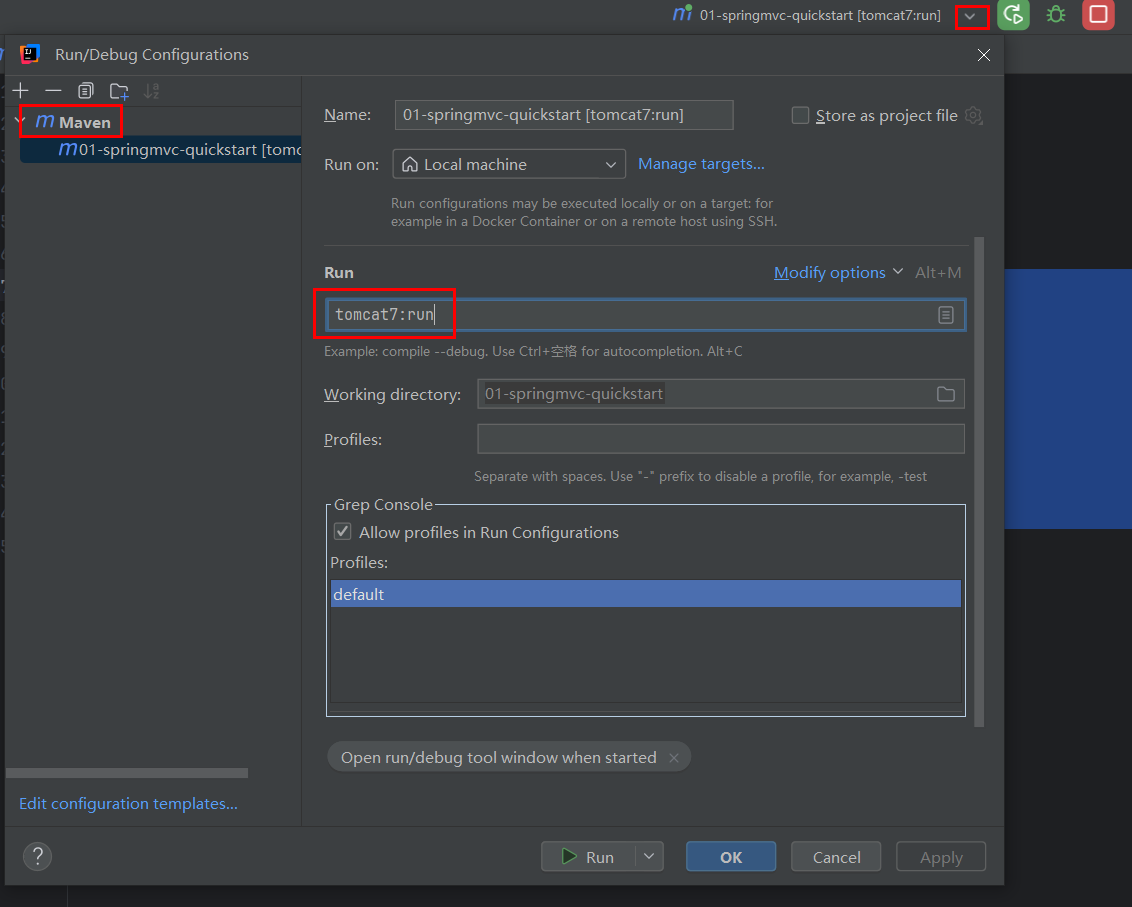 01-springmvc-quickstart [tomcat7:run]
Run/Debug Configurations
Maven
01-springmvc-quickstart [tomc
Name:
01-springmvc-quickstart [tomcat7:run]
Store as project file
Run on:
Local machine
Manage targets...
Run configurations may be executed locally or on a target: for
example in a Docker Container or on a remote host using SSH.
Run
Modify options
Alt+M
tomcat7:run
Example: compile --debug. Use Ctrl+空格 for autocompletion. Alt+C
Working directory:
01-springmvc-quickstart
Profiles:
Separate with spaces. Use "-" prefix to disable a profile, for example, -test
Grep Console
Allow profiles in Run Configurations
Profiles:
default
Open run/debug tool window when started
Edit configuration templates...
?
Run
OK
Cancel
Apply